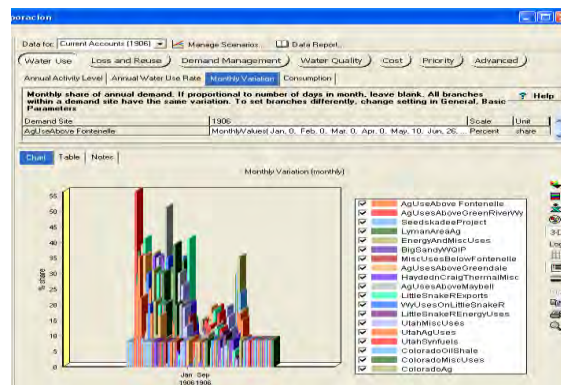 oracion
Data for: Current Accounts (1906) Manage Scenarios... Data Report...
Water Use Loss and Reuse Demand Management Water Quality Cost Priority Advanced
Annual Activity Level Annual Water Use Rate Monthly Variation Consumption
Monthly share of annual demand. If proportional to number of days in month, leave blank. All branches
within a demand site have the same variation. To set branches differently, change setting in General, Basic
Parameters
? Help
Demand Site 1906 Scale Unit
AgUseAbove Fontenelle MonthlyValues( Jan, 0, Feb, 0, Mar, 0, Apr, 0, May, 10, Jun, 26, ... Percent share
Chart Table Notes
Monthly Variation (monthly)
% share
55
50
45
40
35
30
25
20
15
10
5
0
Jan Sep
1906 1906
AgUseAbove Fontenelle
AgUsesAboveGreenRiverWy
SeedskadeeProject
LymanAreaAg
EnergyAndMiscUses
BigSandyWQIP
MiscUsesBelowFontenelle
AgUsesAboveGreendale
HaydednCraigThermalMisc
AgUsesAboveMaybell
LittleSnakeRExports
WyUsesOnLittleSnakeR
LittleSnakeREnergyUses
UtahMiscUses
UtahAgUses
UtahSynfuels
ColoradoOilShale
ColoradoMiscUses
ColoradoAg
3-D
Log